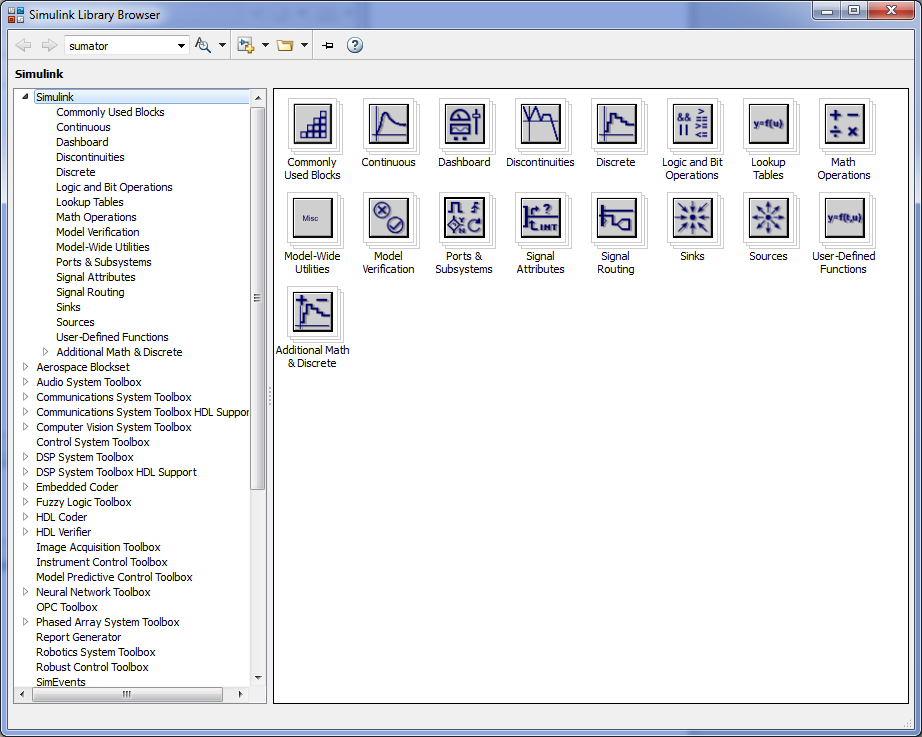 Simulink Library Browser
sumator
Simulink
Simulink
Commonly Used Blocks
Continuous
Dashboard
Discontinuities
Discrete
Logic and Bit Operations
Lookup Tables
Math Operations
Model Verification
Model-Wide Utilities
Ports & Subsystems
Signal Attributes
Signal Routing
Sinks
Sources
User-Defined Functions
Additional Math & Discrete
Aerospace Blockset
Audio System Toolbox
Communications System Toolbox
Communications System Toolbox HDL Suppor
Computer Vision System Toolbox
Control System Toolbox
DSP System Toolbox
DSP System Toolbox HDL Support
Embedded Coder
Fuzzy Logic Toolbox
HDL Coder
HDL Verifier
Image Acquisition Toolbox
Instrument Control Toolbox
Model Predictive Control Toolbox
Neural Network Toolbox
OPC Toolbox
Phased Array System Toolbox
Report Generator
Robotics System Toolbox
Robust Control Toolbox
SimEvents
&& > || >= == <=
y=f(u)
+ − ÷ ×
Commonly Continuous Dashboard Discontinuities Discrete Logic and Bit Lookup Math
Used Blocks Operations Tables Operations
Misc
Y N
? 1.INT
y=f(t,u)
Model-Wide Model Ports & Signal Signal Sinks Sources User-Defined
Utilities Verification Subsystems Attributes Routing Functions
+ −
Additional Math
& Discrete